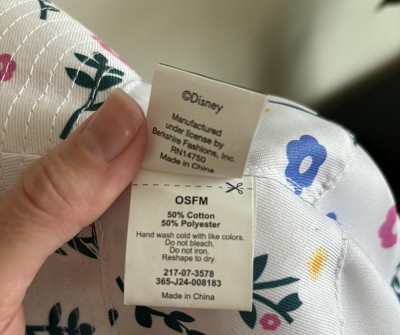 ©Disney
Manufactured
under license by
Berkshire Fashions, Inc.
RN14750
Made in China
OSFM
50% Cotton
50% Polyester
Hand wash cold with like colors.
Do not bleach.
Do not iron.
Reshape to dry.
217-07-3578
365-J24-008183
Made in China